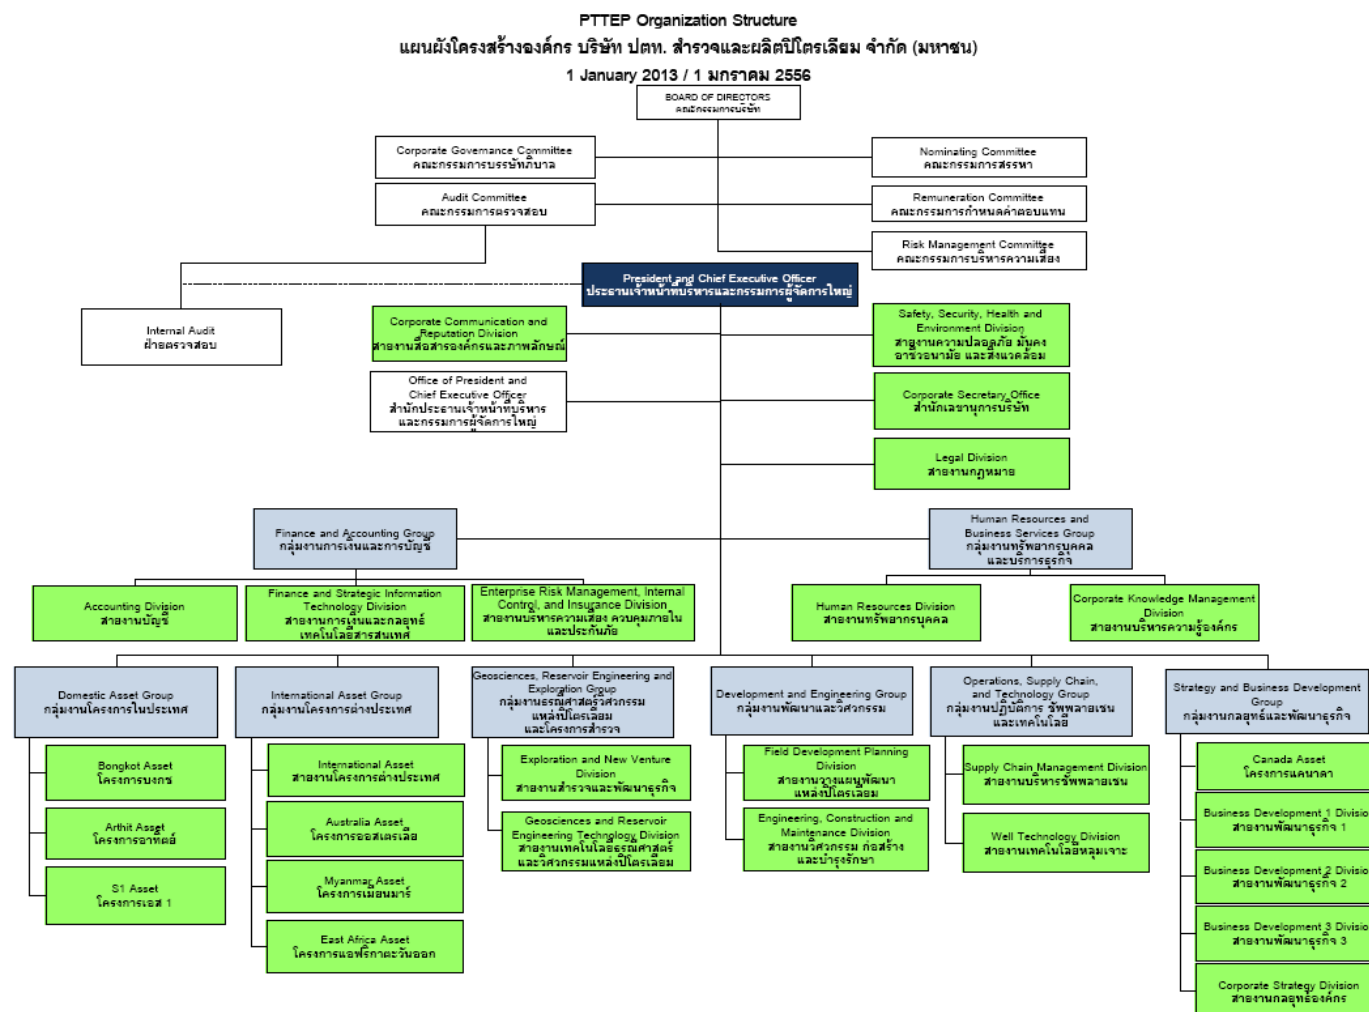 PTTEP Organization Structure
แผนผังโครงสร้างองค์กร บริษัท ปตท. สำรวจและผลิตปิโตรเลียม จำกัด (มหาชน)
1 January 2013 / 1 มกราคม 2556
BOARD OF DIRECTORS
คณะกรรมการบริษัท
Corporate Governance Committee
คณะกรรมการบรรษัทภิบาล
Nominating Committee
คณะกรรมการสรรหา
Audit Committee
คณะกรรมการตรวจสอบ
Remuneration Committee
คณะกรรมการกำหนดค่าตอบแทน
Risk Management Committee
คณะกรรมการบริหารความเสี่ยง
President and Chief Executive Officer
ประธานเจ้าหน้าที่บริหารและกรรมการผู้จัดการใหญ่
Internal Audit
ฝ่ายตรวจสอบ
Corporate Communication and
Reputation Division
สายงานสื่อสารองค์กรและภาพลักษณ์
Safety, Security, Health and
Environment Division
สายงานความปลอดภัย มั่นคง
อาชีวอนามัย และสิ่งแวดล้อม
Office of President and
Chief Executive Officer
สำนักประธานเจ้าหน้าที่บริหาร
และกรรมการผู้จัดการใหญ่
Corporate Secretary Office
สำนักเลขานุการบริษัท
Legal Division
สายงานกฎหมาย
Finance and Accounting Group
กลุ่มงานการเงินและการบัญชี
Human Resources and
Business Services Group
กลุ่มงานทรัพยากรบุคคล
และบริการธุรกิจ
Accounting Division
สายงานบัญชี
Finance and Strategic Information
Technology Division
สายงานการเงินและกลยุทธ์
เทคโนโลยีสารสนเทศ
Enterprise Risk Management, Internal
Control, and Insurance Division
สายงานบริหารความเสี่ยง ควบคุมภายใน
และประกันภัย
Human Resources Division
สายงานทรัพยากรบุคคล
Corporate Knowledge Management
Division
สายงานบริหารความรู้องค์กร
Domestic Asset Group
กลุ่มงานโครงการในประเทศ
International Asset Group
กลุ่มงานโครงการต่างประเทศ
Geosciences, Reservoir Engineering and
Exploration Group
กลุ่มงานธรณีศาสตร์วิศวกรรม
แหล่งปิโตรเลียม
และโครงการสำรวจ
Development and Engineering Group
กลุ่มงานพัฒนาและวิศวกรรม
Operations, Supply Chain,
and Technology Group
กลุ่มงานปฏิบัติการ ซัพพลายเชน
และเทคโนโลยี
Strategy and Business Development
Group
กลุ่มงานกลยุทธ์และพัฒนาธุรกิจ
Bongkot Asset
โครงการบงกช
Arthit Asset
โครงการอาทิตย์
S1 Asset
โครงการเอส 1
International Asset
สายงานโครงการต่างประเทศ
Australia Asset
โครงการออสเตรเลีย
Myanmar Asset
โครงการเมียนมาร์
East Africa Asset
โครงการแอฟริกาตะวันออก
Exploration and New Venture
Division
สายงานสำรวจและพัฒนาธุรกิจ
Geosciences and Reservoir
Engineering Technology Division
สายงานเทคโนโลยีธรณีศาสตร์
และวิศวกรรมแหล่งปิโตรเลียม
Field Development Planning
Division
สายงานวางแผนพัฒนา
แหล่งปิโตรเลียม
Engineering, Construction and
Maintenance Division
สายงานวิศวกรรม ก่อสร้าง
และบำรุงรักษา
Supply Chain Management Division
สายงานบริหารซัพพลายเชน
Well Technology Division
สายงานเทคโนโลยีหลุมเจาะ
Canada Asset
โครงการแคนาดา
Business Development 1 Divisio
สายงานพัฒนาธุรกิจ 1
Business Development 2 Divisio
สายงานพัฒนาธุรกิจ 2
Business Development 3 Divisio
สายงานพัฒนาธุรกิจ 3
Corporate Strategy Division
สายงานกลยุทธ์องค์กร